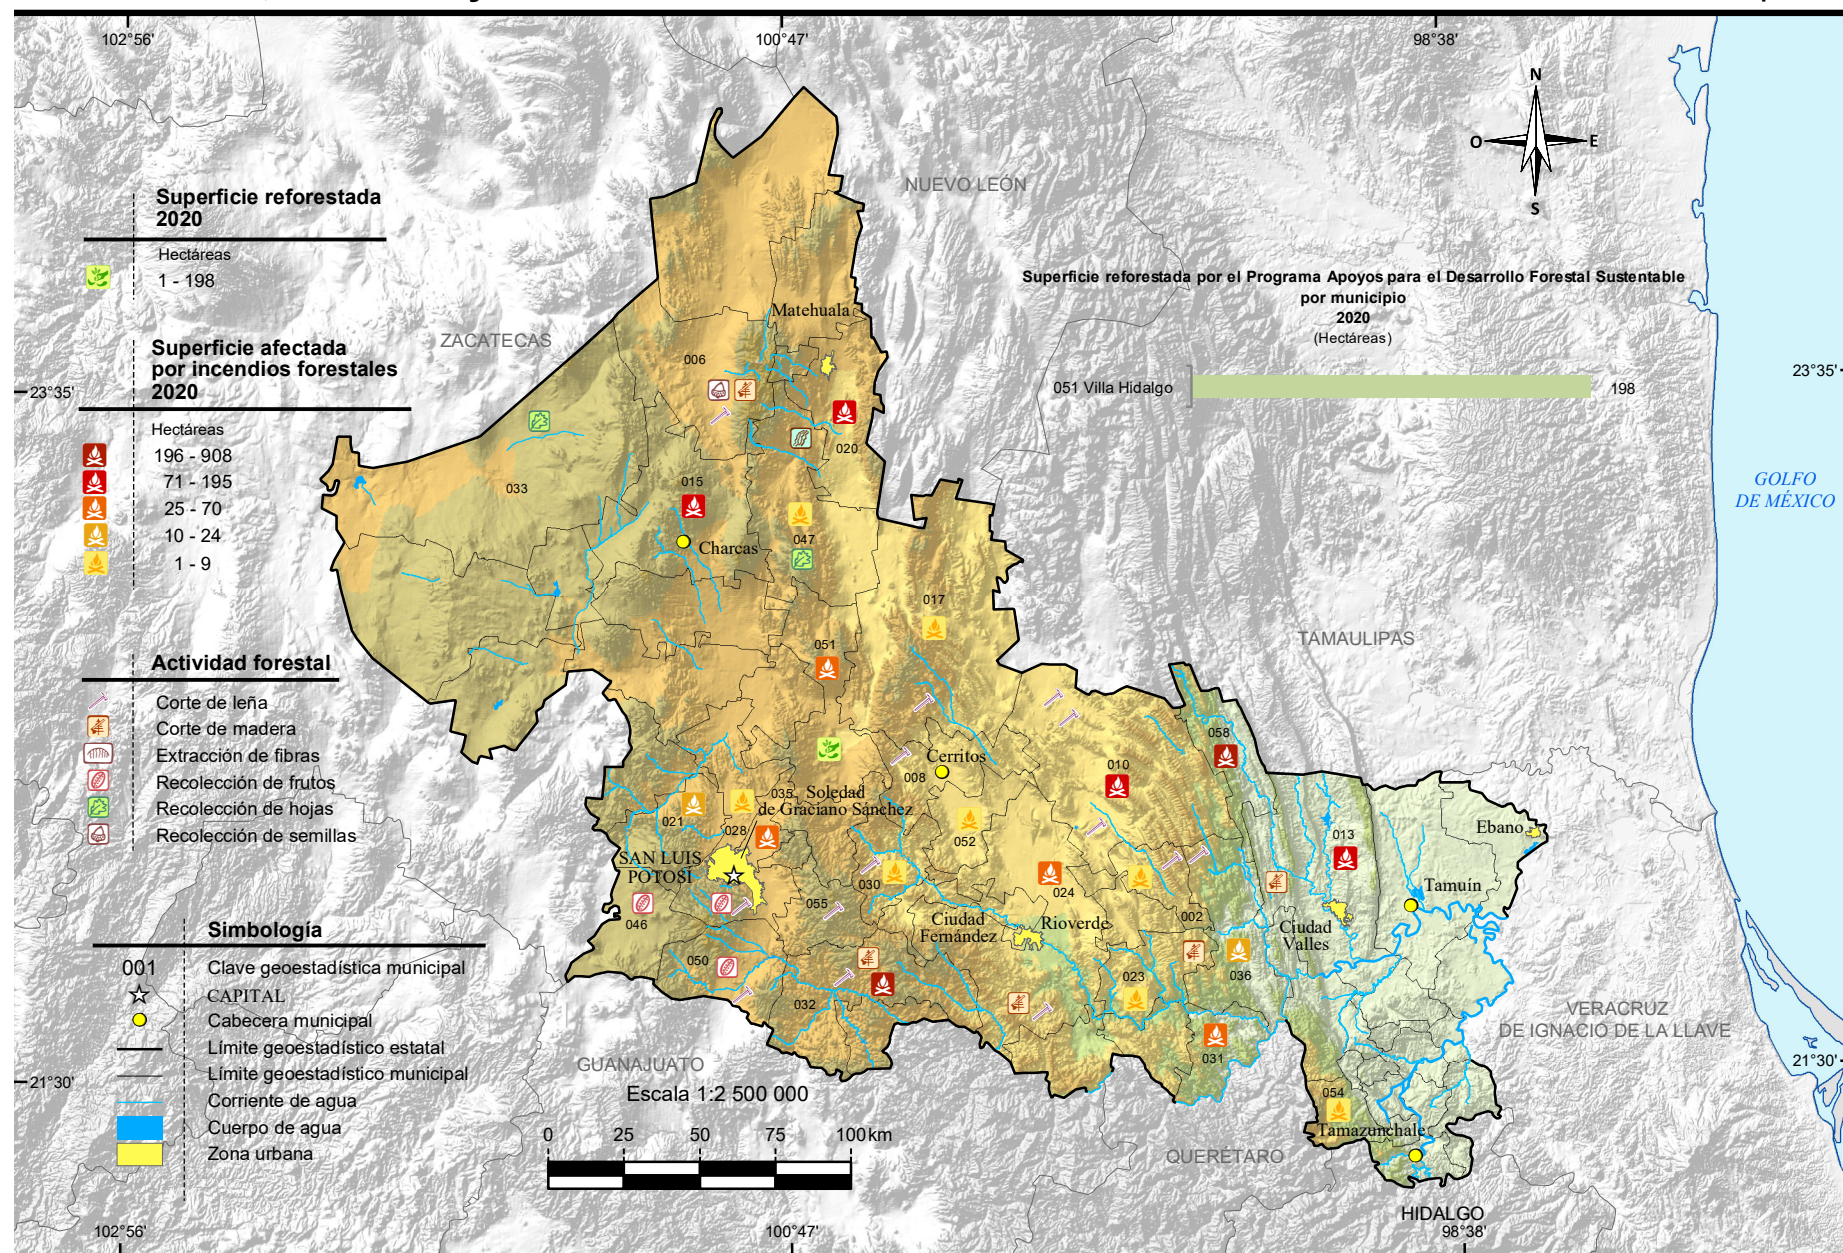 102°56'
100°47'
98°38'
N
O
E
S
NUEVO LEÓN
Superficie reforestada
2020
Hectáreas
1 - 198
Superficie reforestada por el Programa Apoyos para el Desarrollo Forestal Sustentable
por municipio
2020
(Hectáreas)
051 Villa Hidalgo
198
Matehuala
ZACATECAS
Superficie afectada
por incendios forestales
2020
Hectáreas
196 - 908
71 - 195
25 - 70
10 - 24
1 - 9
23°35'
23°35'
006
020
033
015
047
Charcas
GOLFO
DE MÉXICO
017
TAMAULIPAS
051
Actividad forestal
Corte de leña
Corte de madera
Extracción de fibras
Recolección de frutos
Recolección de hojas
Recolección de semillas
058
Cerritos
008
010
035
Soledad
de Graciano Sánchez
021
028
052
013
Ebano
SAN LUIS
POTOSÍ
030
024
Tamuín
055
002
046
Ciudad
Fernández
Rioverde
Ciudad
Valles
050
023
036
032
031
054
Tamazunchale
Simbología
001
Clave geoestadística municipal
CAPITAL
Cabecera municipal
Límite geoestadístico estatal
Límite geoestadístico municipal
Corriente de agua
Cuerpo de agua
Zona urbana
VERACRUZ
DE IGNACIO DE LA LLAVE
GUANAJUATO
Escala 1:2 500 000
0
25
50
75
100 km
QUERÉTARO
HIDALGO
21°30'
21°30'
102°56'
100°47'
98°38'